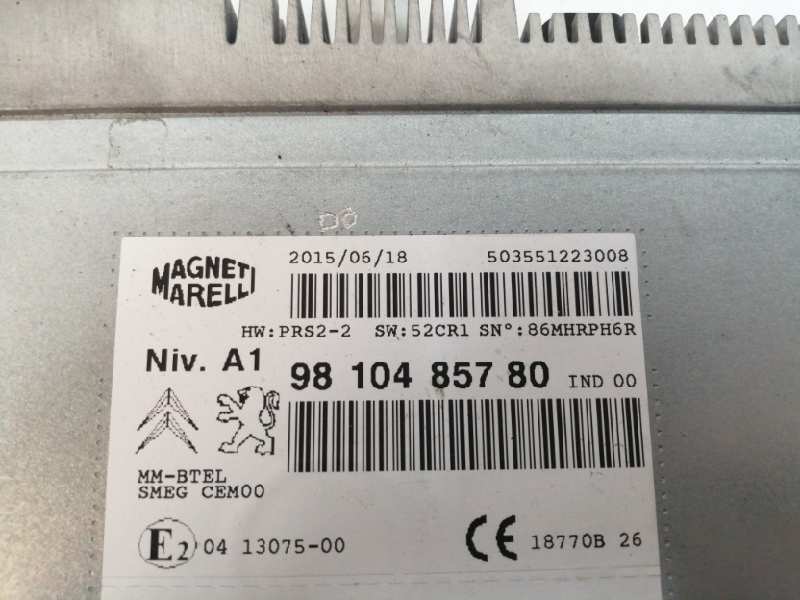 DO
2015/06/18 503551223008
MAGNETI
MARELLI
HW:PRS2-2 SW:52CR1 SN°:86MHRPH6R
Niv. A1 98 104 857 80 IND 00
MM-BTEL
SMEG CEM00
E2 04 13075-00 CE 18770B 26